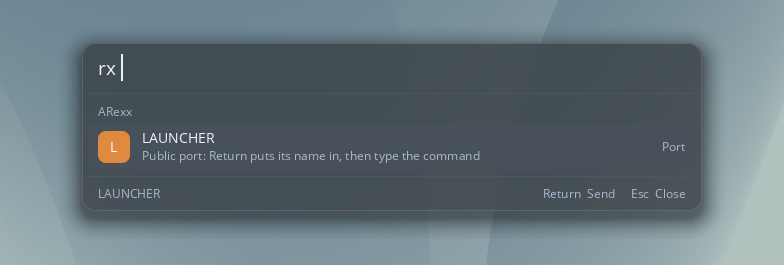 rx
ARexx
L
LAUNCHER
Port
Public port: Return puts its name in, then type the command
LAUNCHER
Return Send Esc Close